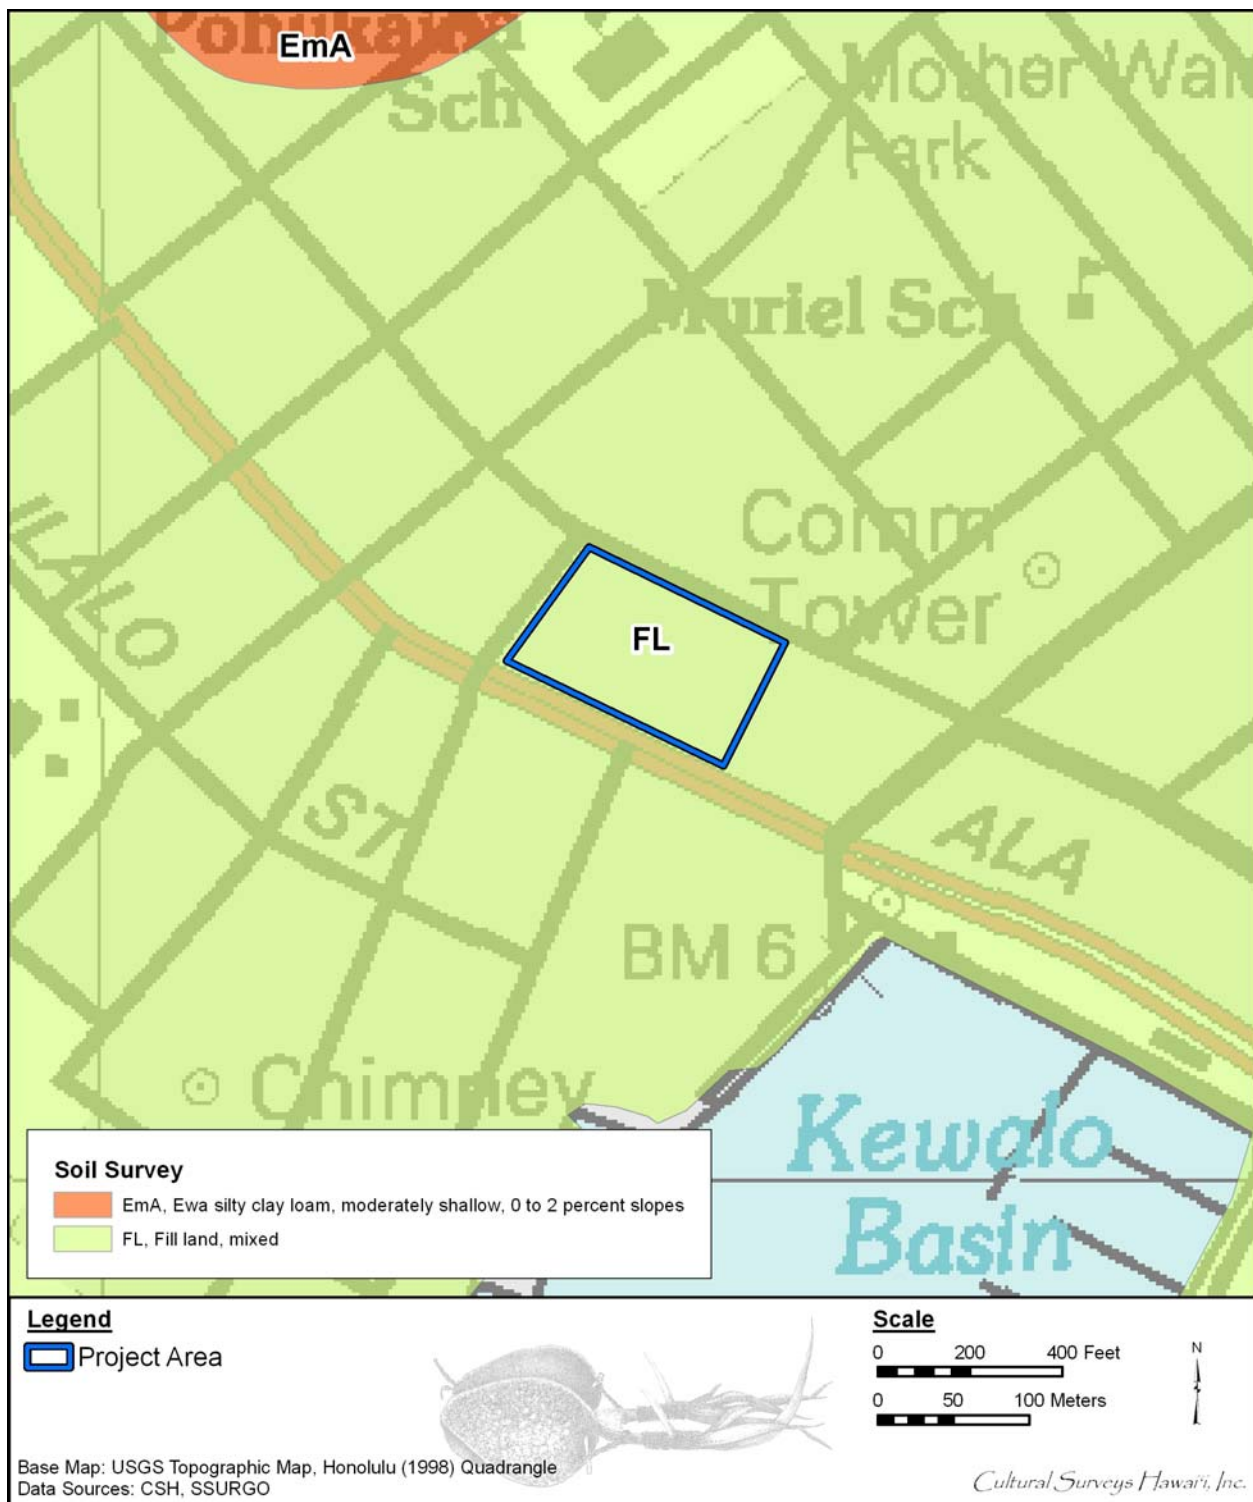 Pohukaina
EmA
Sch
Mother Wal
Park
Muriel Sch
ILALO
Comm
Tower
FL
ST
ALA
BM 6
Chimney
Kewalo
Basin
Soil Survey
EmA, Ewa silty clay loam, moderately shallow, 0 to 2 percent slopes
FL, Fill land, mixed
Legend
Project Area
Scale
0 200 400 Feet
0 50 100 Meters
N
Base Map: USGS Topographic Map, Honolulu (1998) Quadrangle
Data Sources: CSH, SSURGO
Cultural Surveys Hawai'i, Inc.